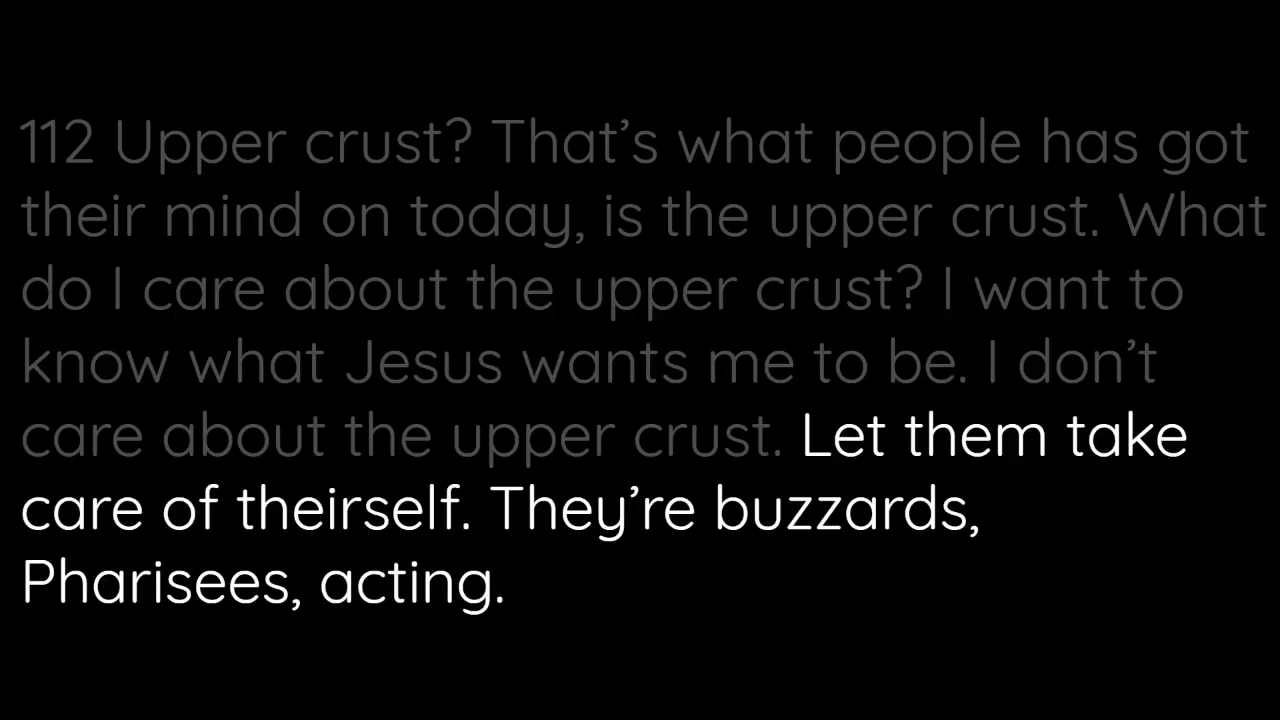 112 Upper crust? That’s what people has got
their mind on today, is the upper crust. What
do I care about the upper crust? I want to
know what Jesus wants me to be. I don’t
care about the upper crust. Let them take
care of theirself. They’re buzzards,
Pharisees, acting.